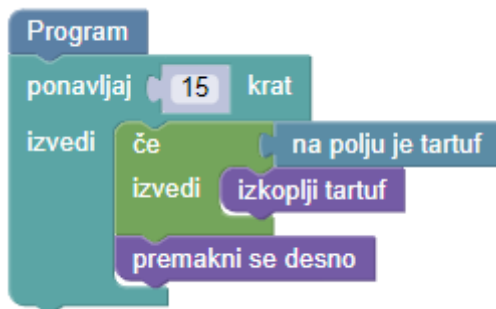 Program
ponavljaj 15 krat
izvedi če na polju je tartuf
izvedi izkoplji tartuf
premakni se desno